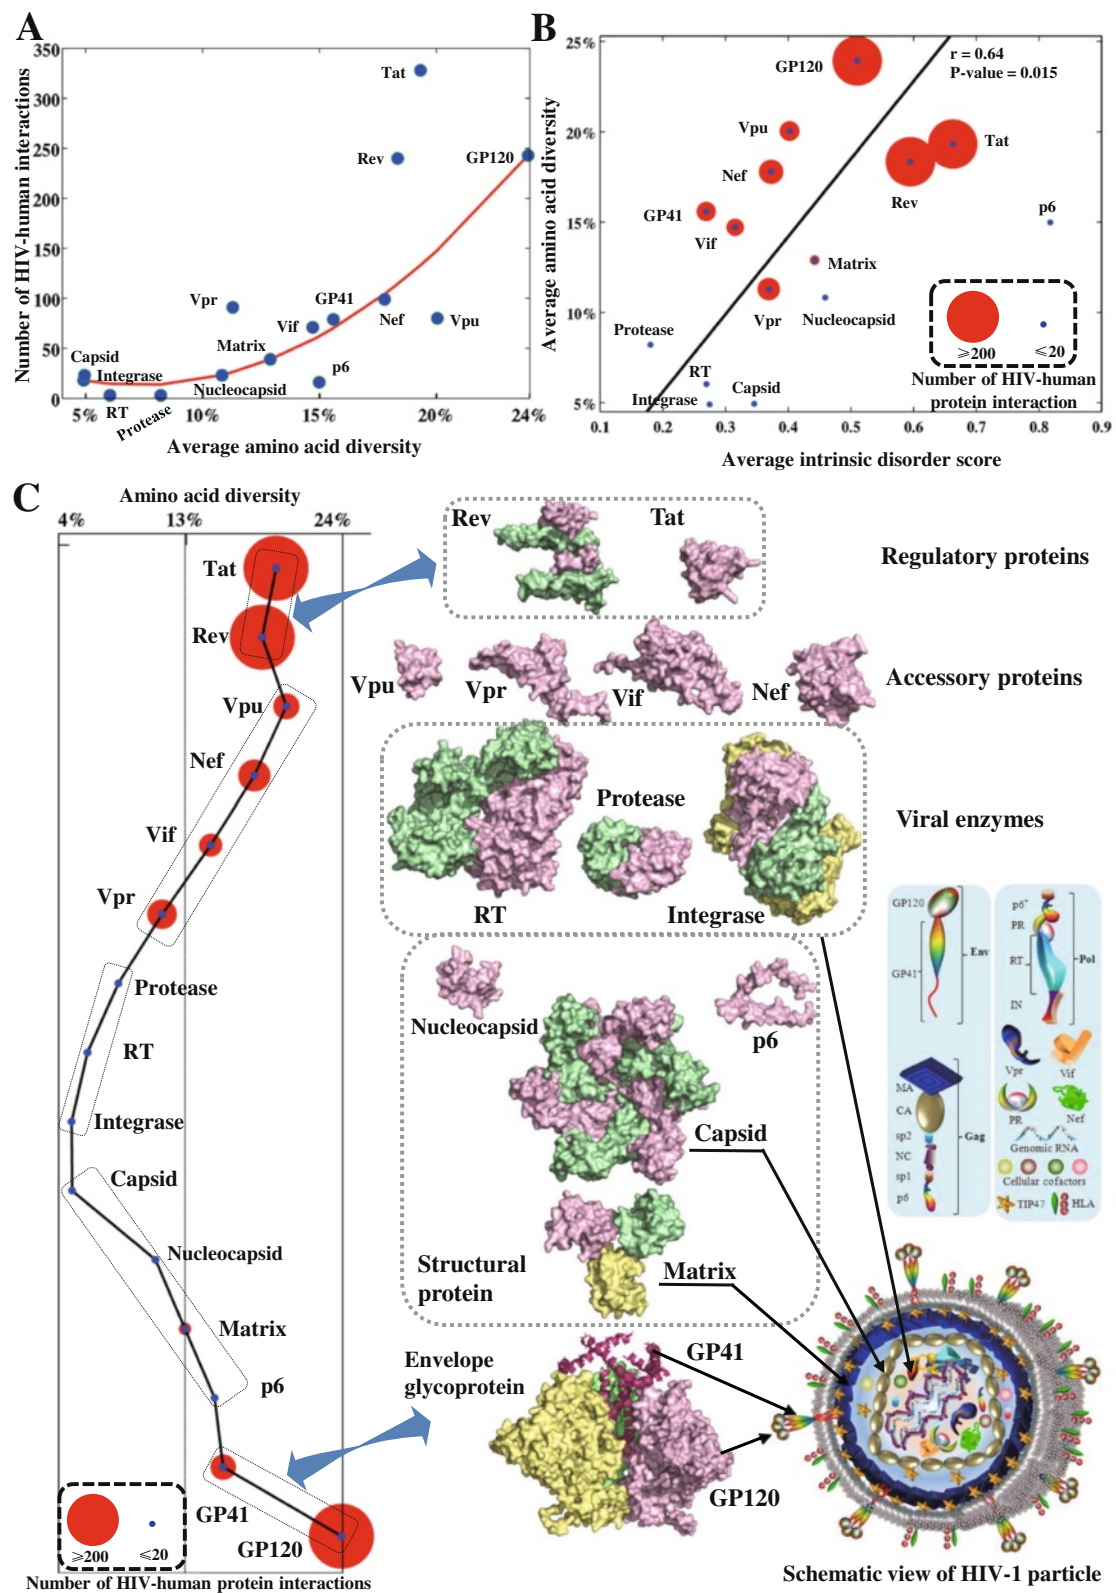 A
Number of HIV-human interactions
350
300
250
200
150
100
50
0
5%
10%
15%
20%
24%
Average amino acid diversity
Tat
Rev
GP120
Vpr
GP41
Vif
Nef
Vpu
Matrix
Capsid
Integrase
Nucleocapsid
p6
RT
Protease
B
Average amino acid diversity
25%
20%
15%
10%
5%
0.1
0.2
0.3
0.4
0.5
0.6
0.7
0.8
0.9
Average intrinsic disorder score
r = 0.64
P-value = 0.015
GP120
Vpu
Tat
Nef
Rev
GP41
Vif
p6
Matrix
Vpr
Nucleocapsid
Protease
RT
Integrase
Capsid
⩾200
⩽20
Number of HIV-human
protein interaction
C
Amino acid diversity
4%
13%
24%
Tat
Rev
Vpu
Nef
Vif
Vpr
Protease
RT
Integrase
Capsid
Nucleocapsid
Matrix
p6
GP41
GP120
⩾200
⩽20
Number of HIV-human protein interactions
Rev
Tat
Regulatory proteins
Vpu
Vpr
Vif
Nef
Accessory proteins
Protease
RT
Integrase
Viral enzymes
Nucleocapsid
p6
Capsid
Structural
protein
Matrix
Envelope
glycoprotein
GP41
GP120
GP120
GP41
Env
p6*
PR
RT
IN
Pol
Vpr
Vif
MA
CA
sp2
NC
sp1
p6
Gag
PR
Nef
Genomic RNA
Cellular cofactors
TIP47
HLA
Schematic view of HIV-1 particle